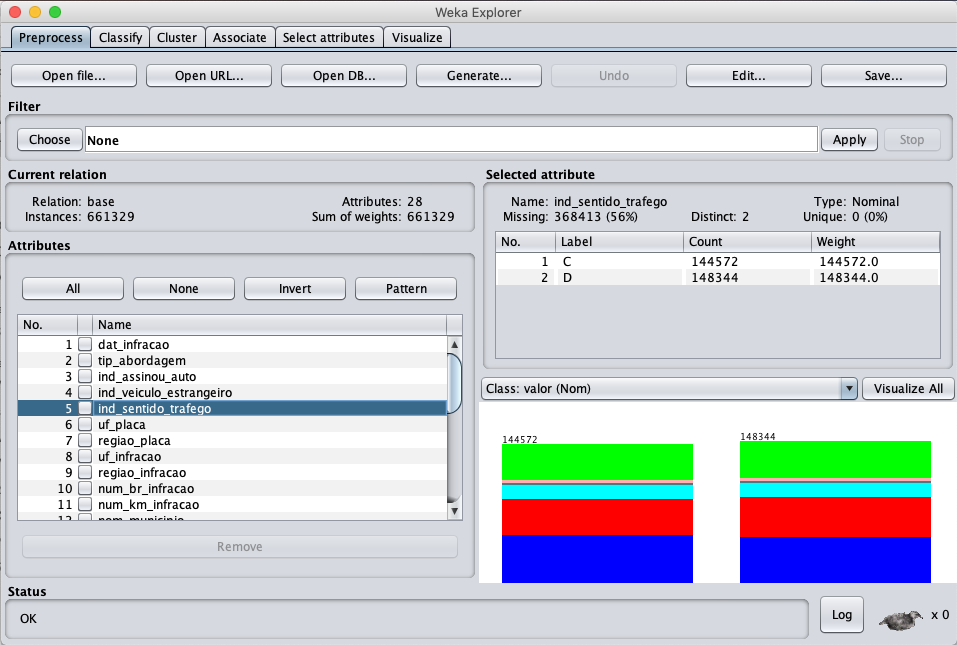 Weka Explorer
Preprocess Classify Cluster Associate Select attributes Visualize
Open file... Open URL... Open DB... Generate... Undo Edit... Save...
Filter
Choose None Apply Stop
Current relation
Relation: base Attributes: 28
Instances: 661329 Sum of weights: 661329
Attributes
All None Invert Pattern
No. Name
1 dat_infracao
2 tip_abordagem
3 ind_assinou_auto
4 ind_veiculo_estrangeiro
5 ind_sentido_trafego
6 uf_placa
7 regiao_placa
8 uf_infracao
9 regiao_infracao
10 num_br_infracao
11 num_km_infracao
12 nom_municipio
Remove
Selected attribute
Name: ind_sentido_trafego Type: Nominal
Missing: 368413 (56%) Distinct: 2 Unique: 0 (0%)
No. Label Count Weight
1 C 144572 144572.0
2 D 148344 148344.0
Class: valor (Nom) Visualize All
144572 148344
Status
OK Log x 0